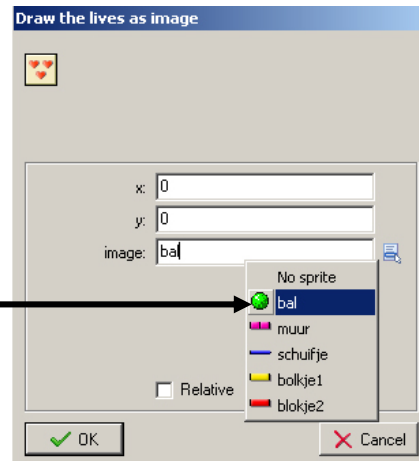 Draw the lives as image
x: 0
y: 0
image: bal
No sprite
bal
muur
schuifje
bolkje1
blokje2
Relative
OK
Cancel